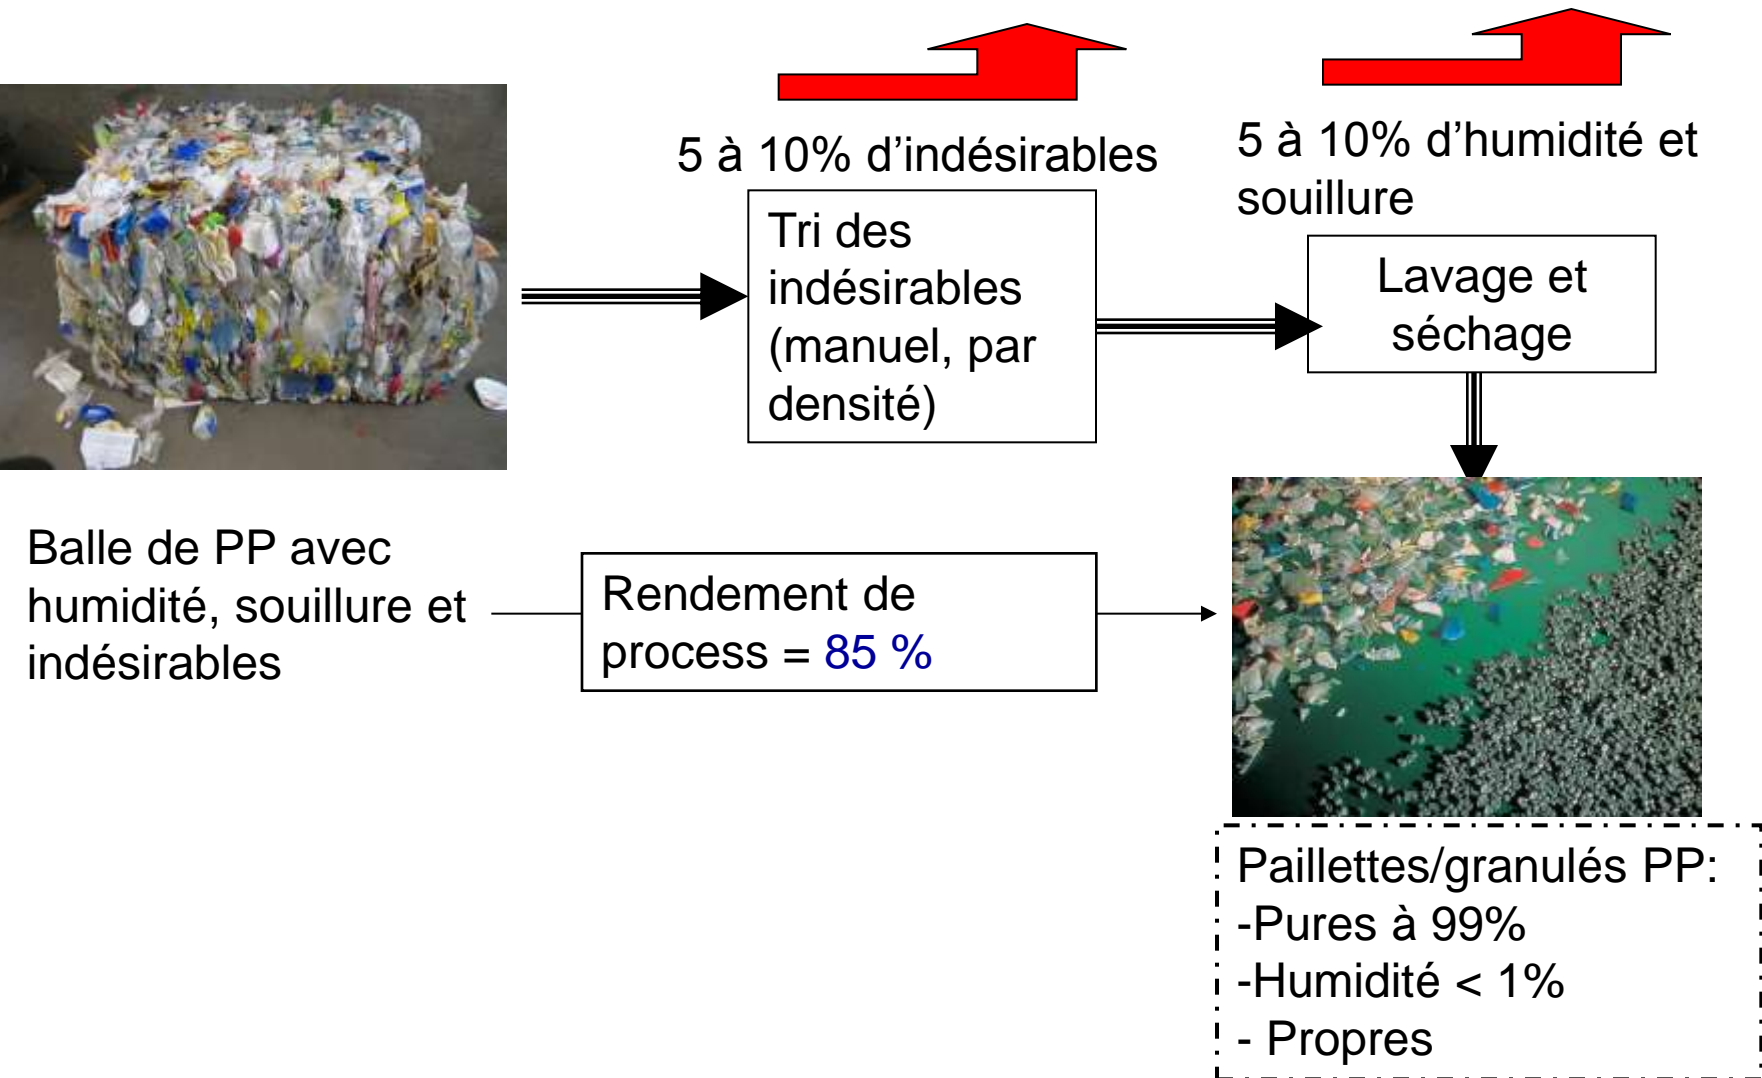 5 à 10% d’indésirables
5 à 10% d’humidité et
souillure
Tri des
indésirables
(manuel, par
densité)
Lavage et
séchage
Balle de PP avec
humidité, souillure et
indésirables
Rendement de
process = 85 %
Paillettes/granulés PP:
-Pures à 99%
-Humidité < 1%
- Propres